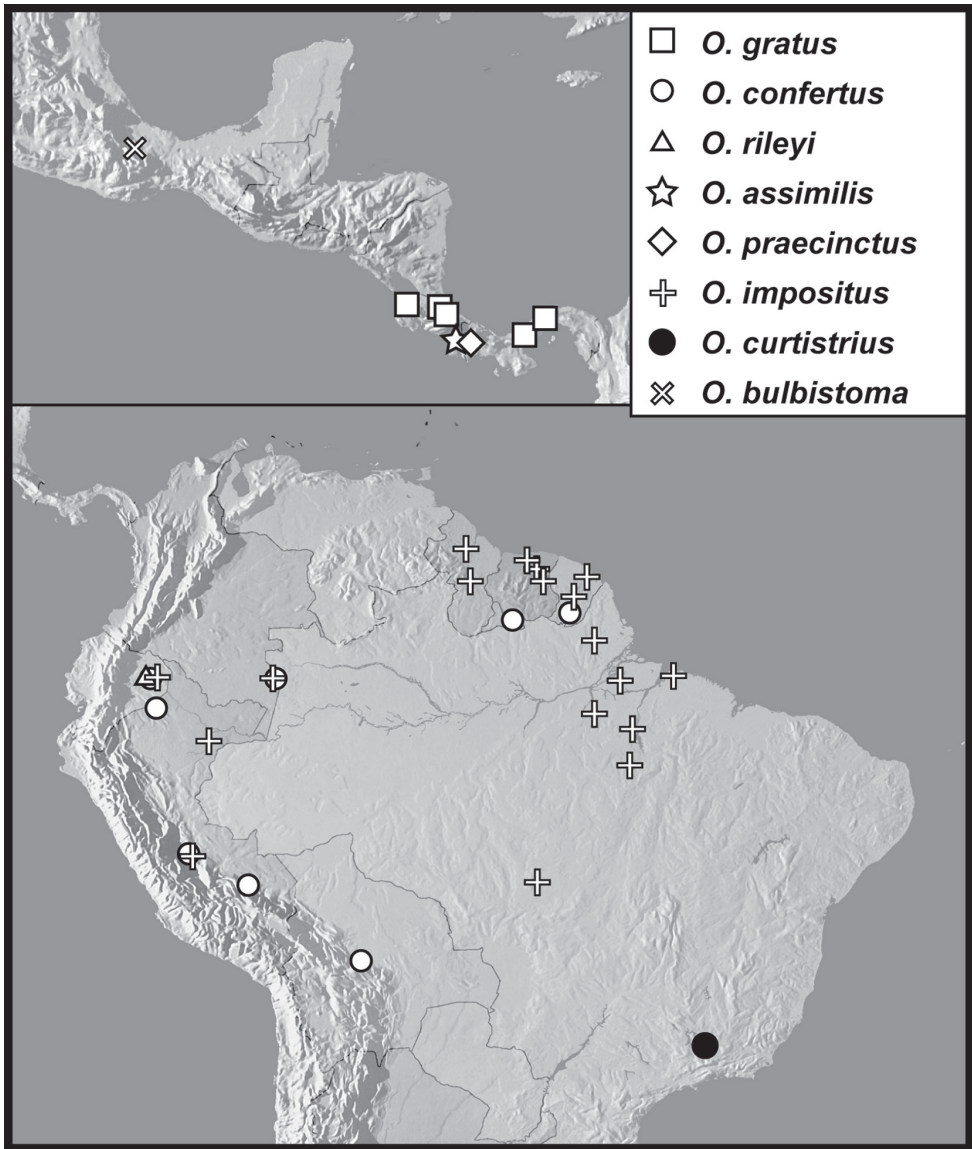 O. gratus
O. confertus
O. rileyi
O. assimilis
O. praecinctus
O. impositus
O. curtistrius
O. bulbistoma